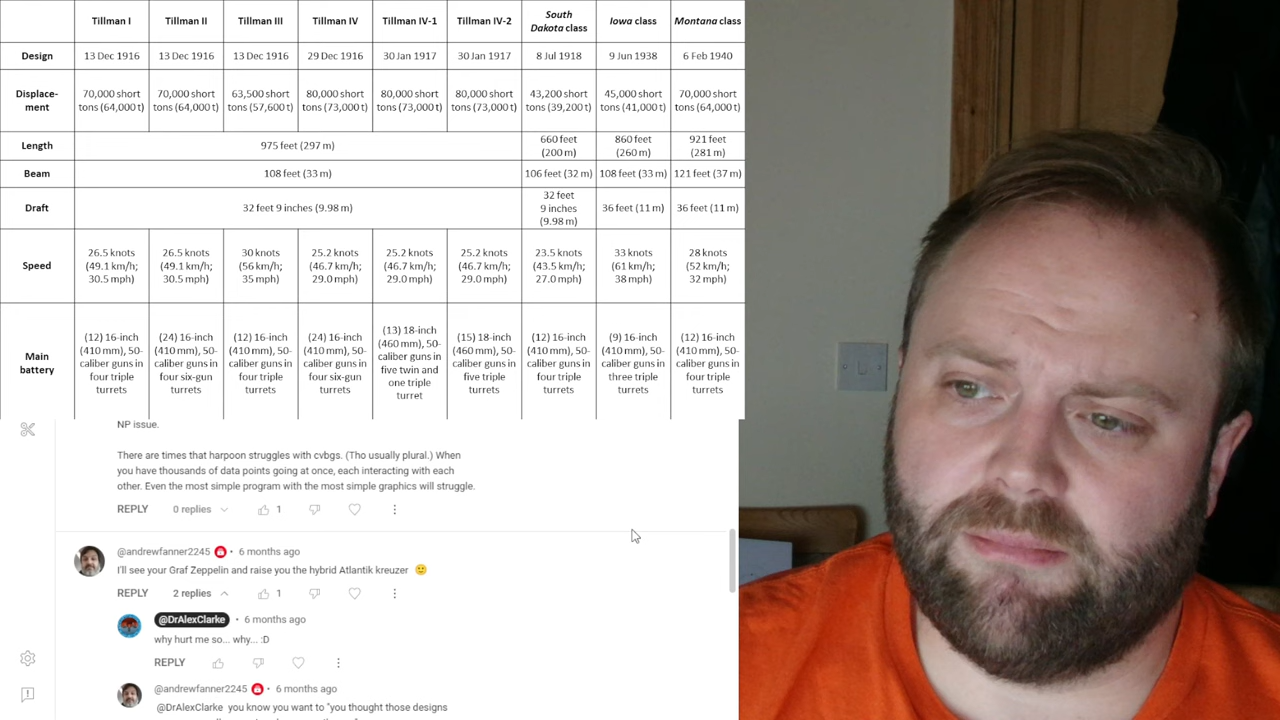 Tillman I Tillman II Tillman III Tillman IV Tillman IV-1 Tillman IV-2 South Dakota class Iowa class Montana class
Design 13 Dec 1916 13 Dec 1916 13 Dec 1916 29 Dec 1916 30 Jan 1917 30 Jan 1917 8 Jul 1918 9 Jun 1938 6 Feb 1940
Displace-ment 70,000 short tons (64,000 t) 70,000 short tons (64,000 t) 63,500 short tons (57,600 t) 80,000 short tons (73,000 t) 80,000 short tons (73,000 t) 80,000 short tons (73,000 t) 43,200 short tons (39,200 t) 45,000 short tons (41,000 t) 70,000 short tons (64,000 t)
Length 975 feet (297 m) 660 feet (200 m) 860 feet (260 m) 921 feet (281 m)
Beam 108 feet (33 m) 106 feet (32 m) 108 feet (33 m) 121 feet (37 m)
Draft 32 feet 9 inches (9.98 m) 32 feet 9 inches (9.98 m) 36 feet (11 m) 36 feet (11 m)
Speed 26.5 knots (49.1 km/h; 30.5 mph) 26.5 knots (49.1 km/h; 30.5 mph) 30 knots (56 km/h; 35 mph) 25.2 knots (46.7 km/h; 29.0 mph) 25.2 knots (46.7 km/h; 29.0 mph) 25.2 knots (46.7 km/h; 29.0 mph) 23.5 knots (43.5 km/h; 27.0 mph) 33 knots (61 km/h; 38 mph) 28 knots (52 km/h; 32 mph)
Main battery (12) 16-inch (410 mm), 50-caliber guns in four triple turrets (24) 16-inch (410 mm), 50-caliber guns in four six-gun turrets (12) 16-inch (410 mm), 50-caliber guns in four triple turrets (24) 16-inch (410 mm), 50-caliber guns in four six-gun turrets (13) 18-inch (460 mm), 50-caliber guns in five twin and one triple turret (15) 18-inch (460 mm), 50-caliber guns in five triple turrets (12) 16-inch (410 mm), 50-caliber guns in four triple turrets (9) 16-inch (410 mm), 50-caliber guns in three triple turrets (12) 16-inch (410 mm), 50-caliber guns in four triple turrets
NP issue.
There are times that harpoon struggles with cvbgs. (Tho usually plural.) When
you have thousands of data points going at once, each interacting with each
other. Even the most simple program with the most simple graphics will struggle.
REPLY 0 replies 1
@andrewfanner2245 • 6 months ago
I'll see your Graf Zeppelin and raise you the hybrid Atlantik kreuzer 🙂
REPLY 2 replies 1
@DrAlexClarke • 6 months ago
why hurt me so... why... :D
REPLY
@andrewfanner2245 • 6 months ago
@DrAlexClarke you know you want to "you thought those designs